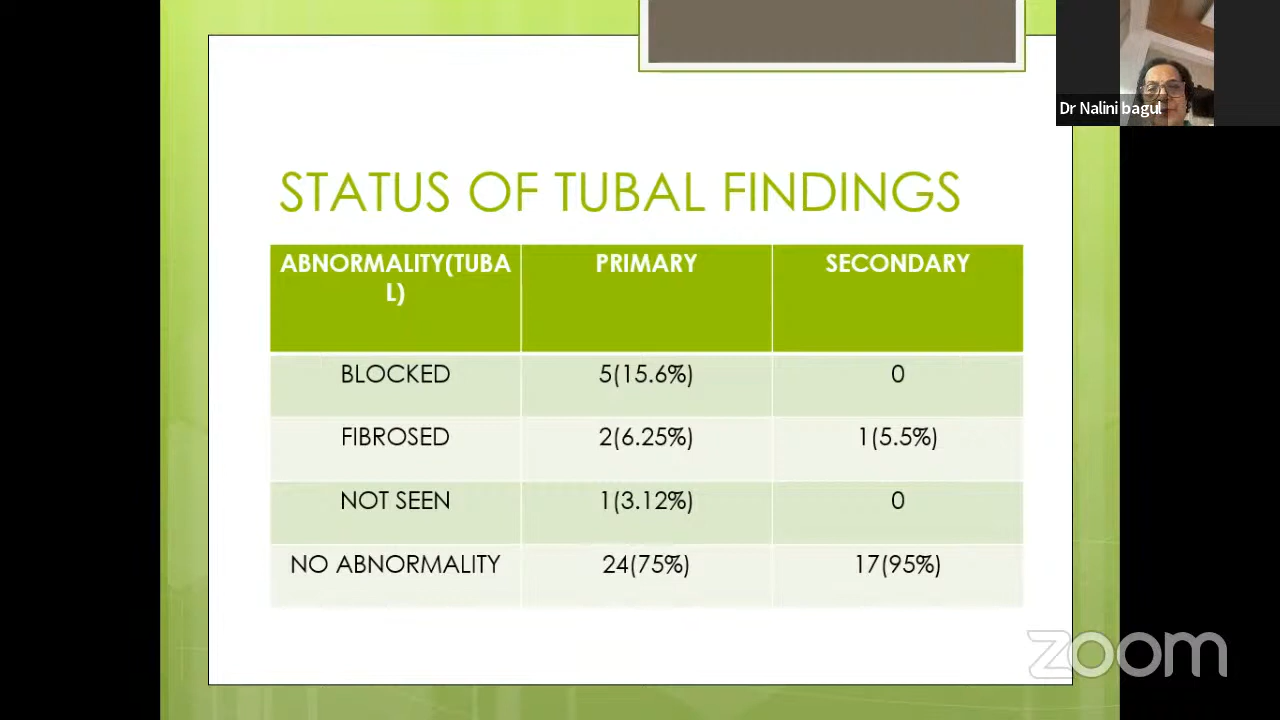 Dr Nalini bagul
STATUS OF TUBAL FINDINGS
ABNORMALITY(TUBA
L)
PRIMARY
SECONDARY
BLOCKED
5(15.6%)
0
FIBROSED
2(6.25%)
1(5.5%)
NOT SEEN
1(3.12%)
0
NO ABNORMALITY
24(75%)
17(95%)
zoom